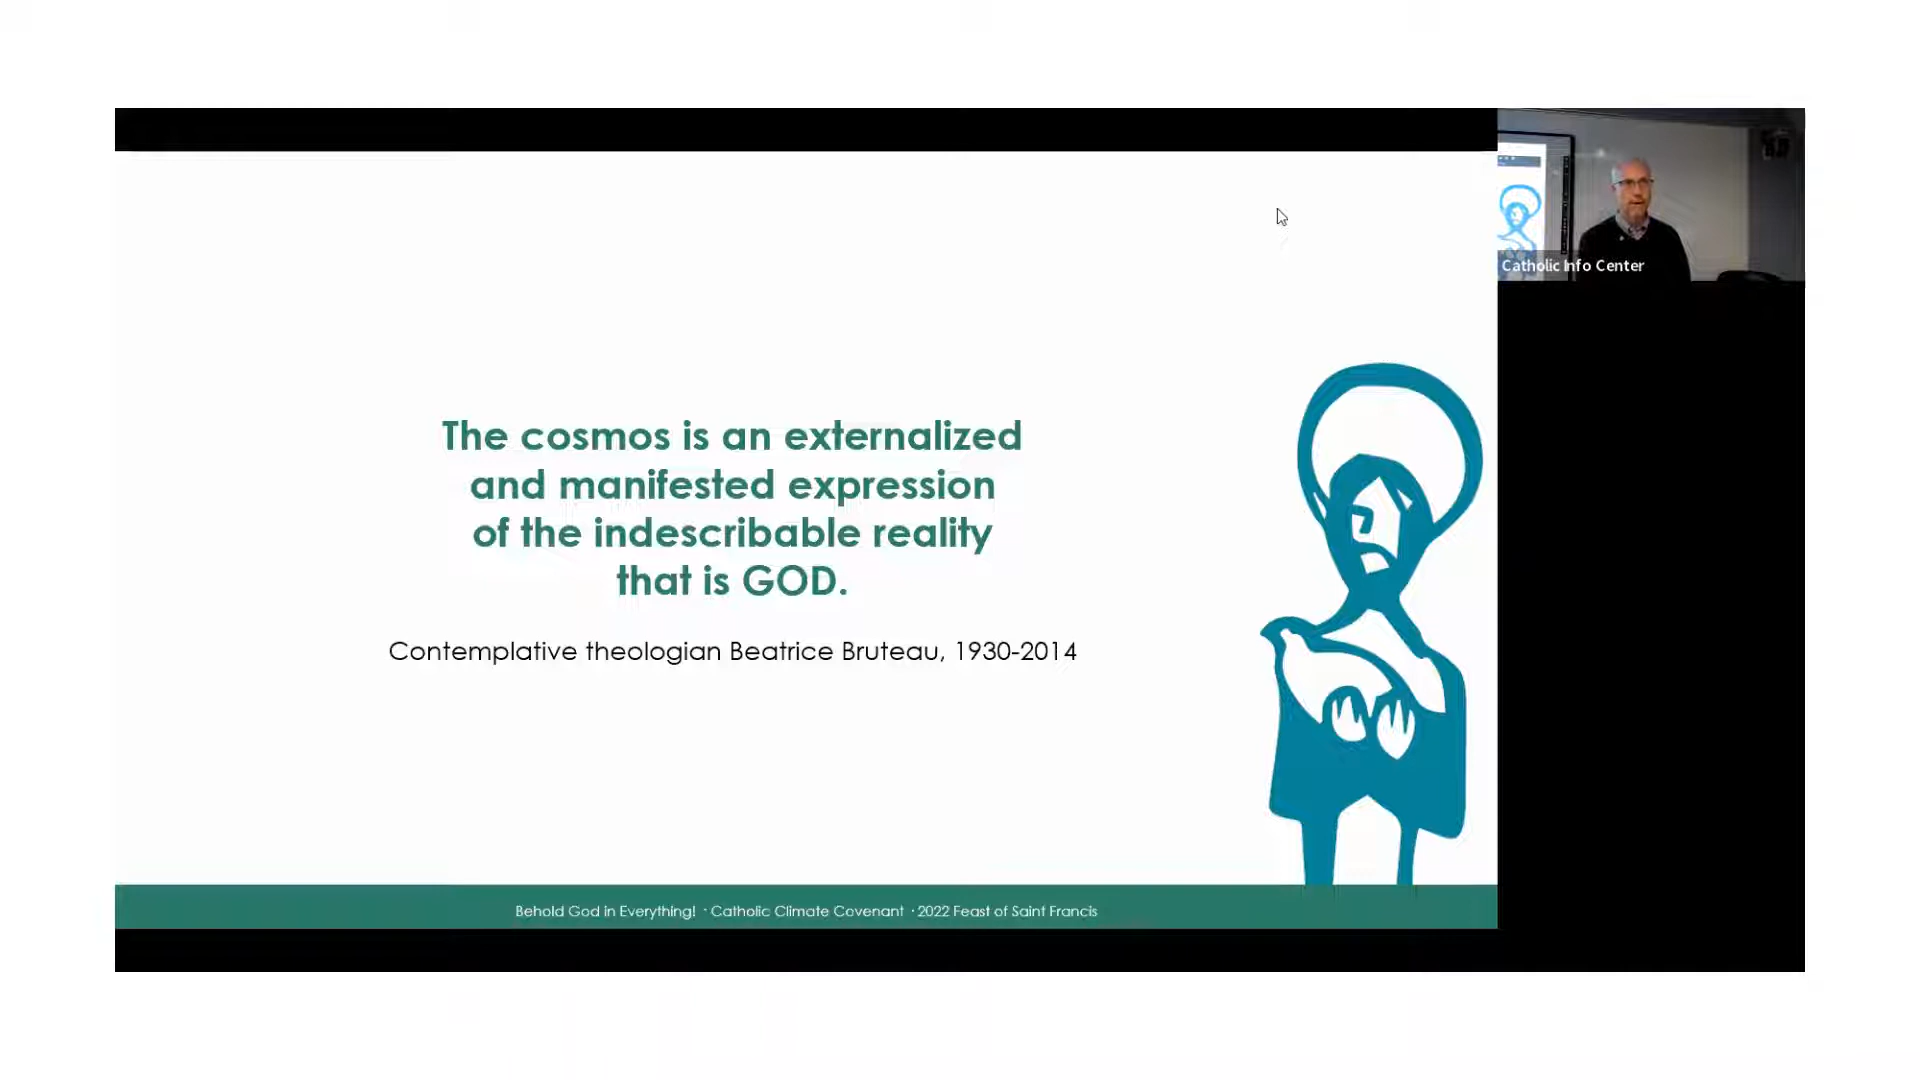 The cosmos is an externalized
and manifested expression
of the indescribable reality
that is GOD.
Contemplative theologian Beatrice Bruteau, 1930-2014
Behold God in Everything! · Catholic Climate Covenant · 2022 Feast of Saint Francis
Catholic Info Center